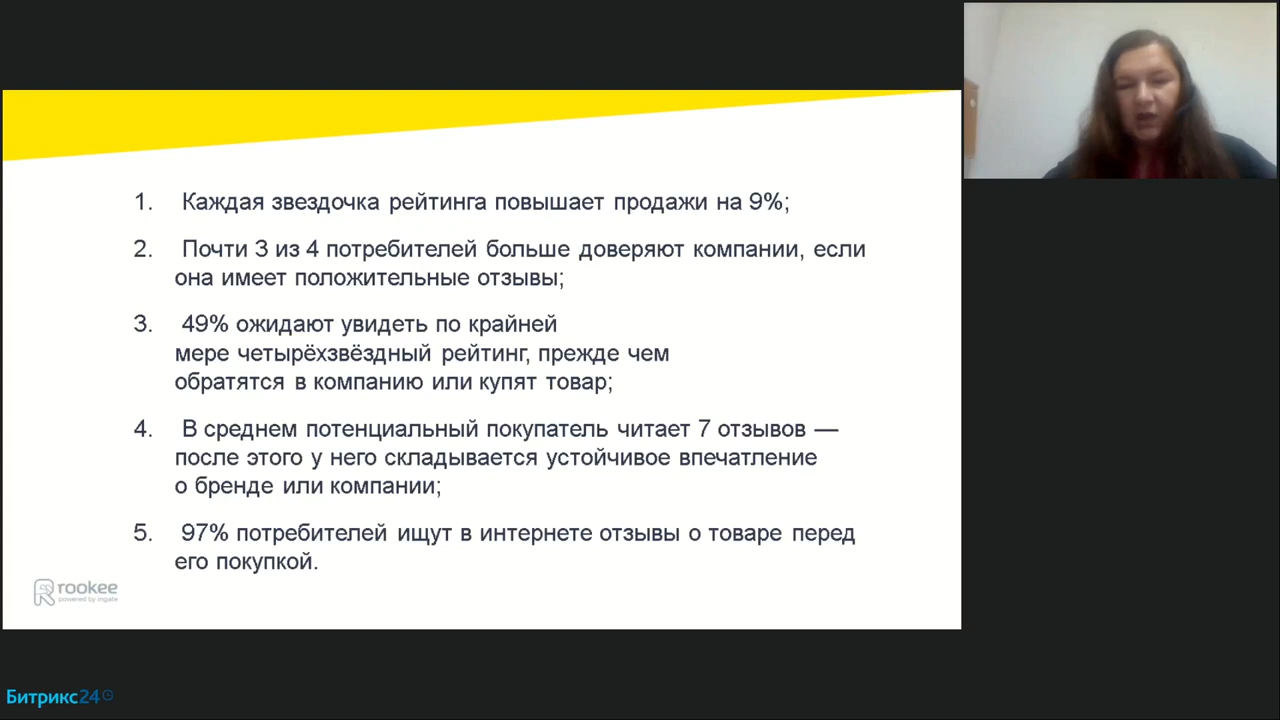 1. Каждая звездочка рейтинга повышает продажи на 9%;
2. Почти 3 из 4 потребителей больше доверяют компании, если
она имеет положительные отзывы;
3. 49% ожидают увидеть по крайней
мере четырёхзвёздный рейтинг, прежде чем
обратятся в компанию или купят товар;
4. В среднем потенциальный покупатель читает 7 отзывов —
после этого у него складывается устойчивое впечатление
о бренде или компании;
5. 97% потребителей ищут в интернете отзывы о товаре перед
его покупкой.
rookee
powered by ingate
Битрикс24